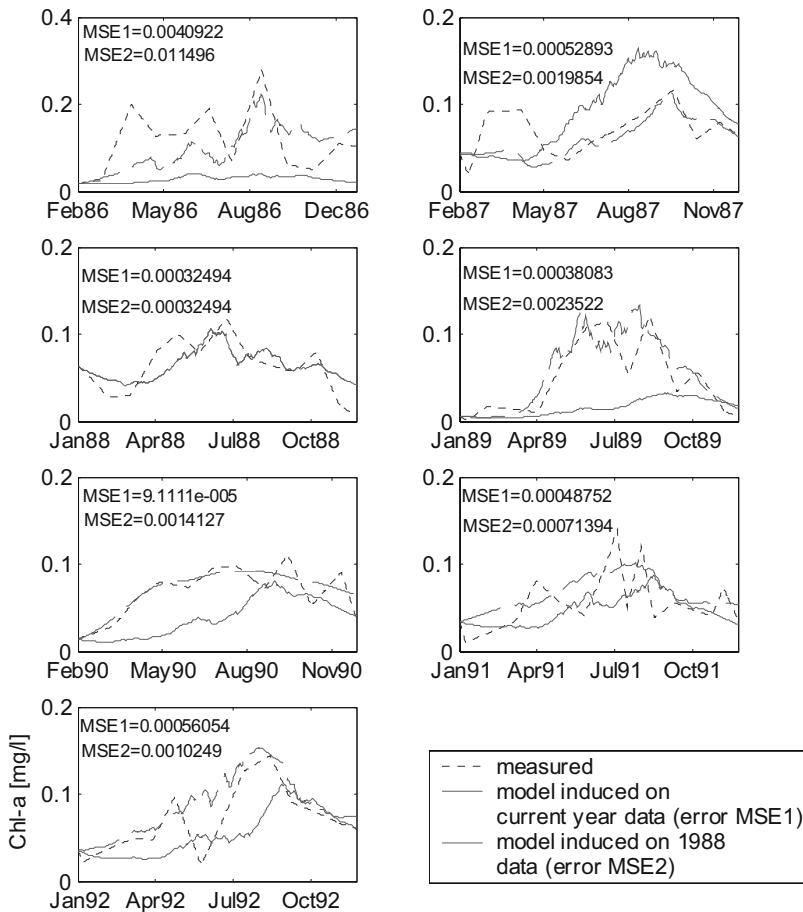 0.4
MSE1=0.0040922
MSE2=0.011496
0.2
0
Feb86 May86 Aug86 Dec86
0.2
MSE1=0.00052893
MSE2=0.0019854
0.1
0
Feb87 May87 Aug87 Nov87
0.2
MSE1=0.00032494
MSE2=0.00032494
0.1
0
Jan88 Apr88 Jul88 Oct88
0.2
MSE1=0.00038083
MSE2=0.0023522
0.1
0
Jan89 Apr89 Jul89 Oct89
0.2
MSE1=9.1111e-005
MSE2=0.0014127
0.1
0
Feb90 May90 Aug90 Nov90
0.2
MSE1=0.00048752
MSE2=0.00071394
0.1
0
Jan91 Apr91 Jul91 Oct91
0.2
MSE1=0.00056054
MSE2=0.0010249
0.1
0
Chl-a [mg/l]
Jan92 Apr92 Jul92 Oct92
measured
model induced on
current year data (error MSE1)
model induced on 1988
data (error MSE2)